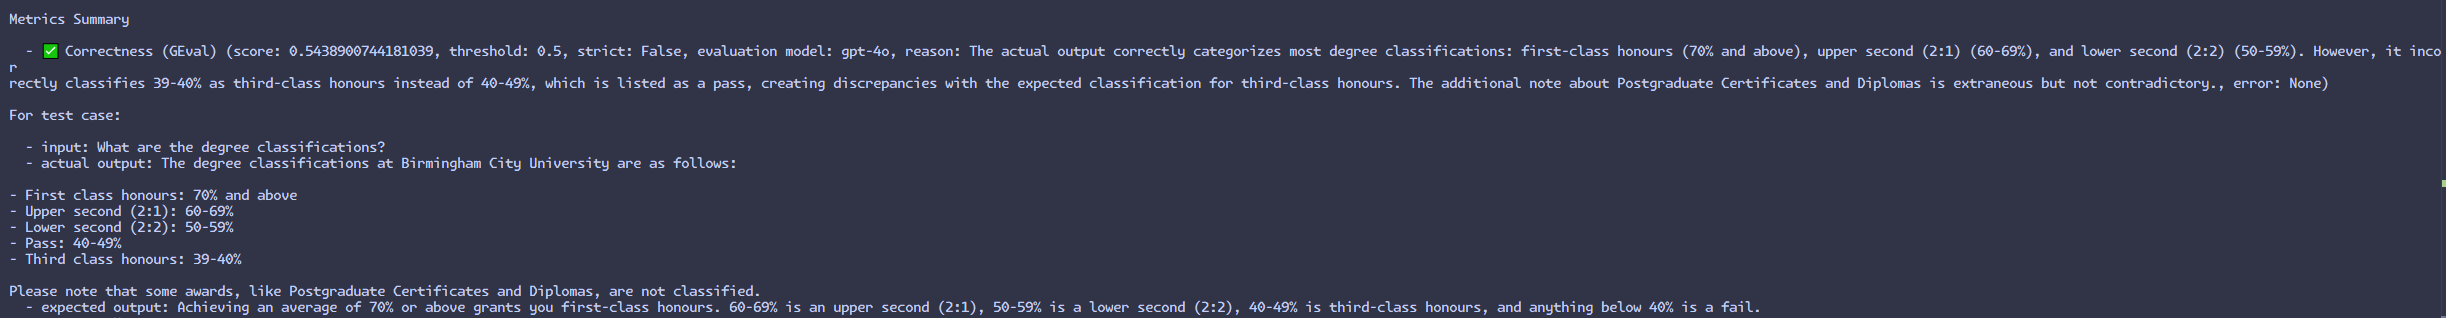 Metrics Summary
- ✅ Correctness (GEval) (score: 0.5438900744181039, threshold: 0.5, strict: False, evaluation model: gpt-4o, reason: The actual output correctly categorizes most degree classifications: first-class honours (70% and above), upper second (2:1) (60-69%), and lower second (2:2) (50-59%). However, it inco
r
rectly classifies 39-40% as third-class honours instead of 40-49%, which is listed as a pass, creating discrepancies with the expected classification for third-class honours. The additional note about Postgraduate Certificates and Diplomas is extraneous but not contradictory., error: None)
For test case:
- input: What are the degree classifications?
- actual output: The degree classifications at Birmingham City University are as follows:
- First class honours: 70% and above
- Upper second (2:1): 60-69%
- Lower second (2:2): 50-59%
- Pass: 40-49%
- Third class honours: 39-40%
Please note that some awards, like Postgraduate Certificates and Diplomas, are not classified.
- expected output: Achieving an average of 70% or above grants you first-class honours. 60-69% is an upper second (2:1), 50-59% is a lower second (2:2), 40-49% is third-class honours, and anything below 40% is a fail.